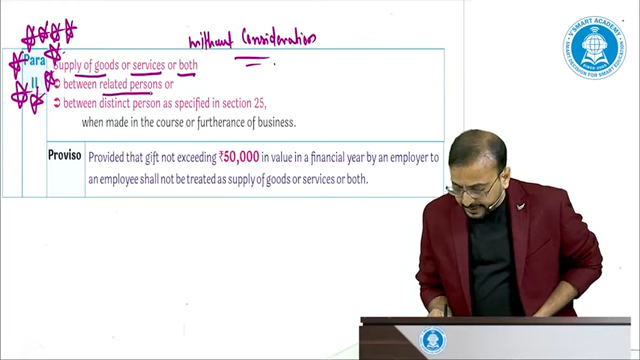 without Consideration
Para
II
Supply of goods or services or both
between related persons or
between distinct person as specified in section 25,
when made in the course or furtherance of business.
Proviso
Provided that gift not exceeding ₹50,000 in value in a financial year by an employer to
an employee shall not be treated as supply of goods or services or both.
V SMART ACADEMY